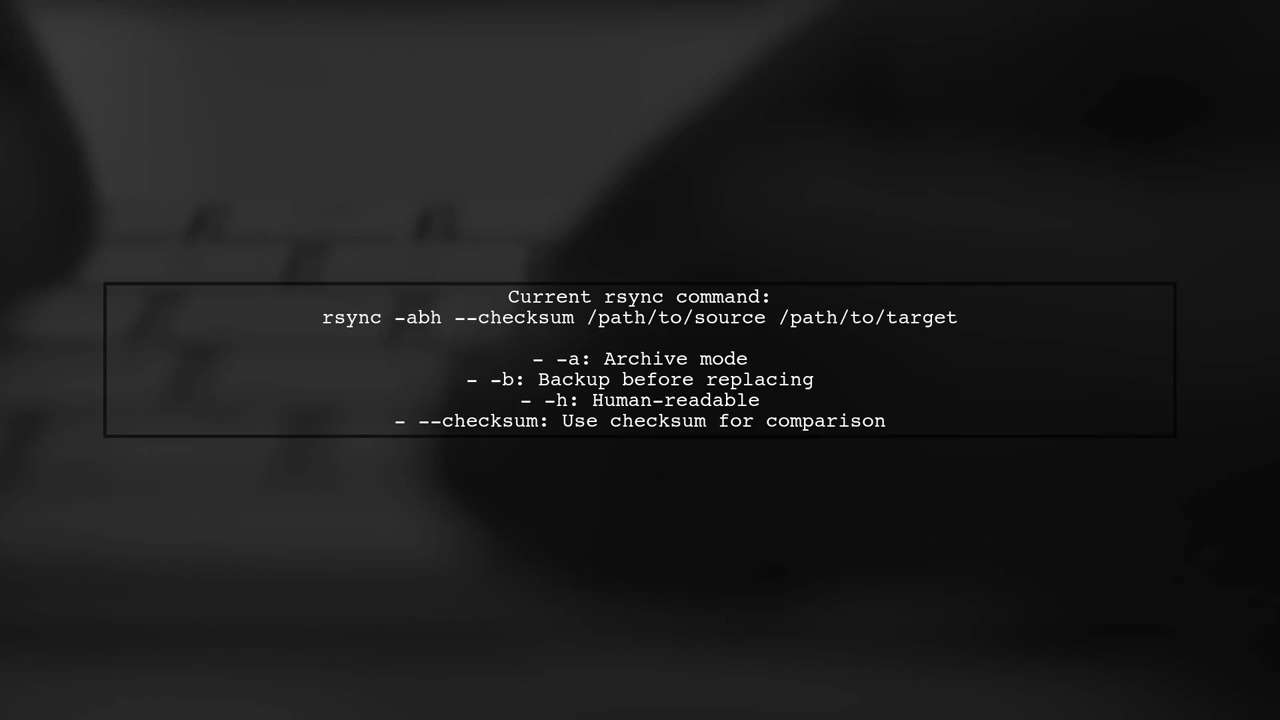 Current rsync command:
rsync -abh --checksum /path/to/source /path/to/target
- -a: Archive mode
- -b: Backup before replacing
- -h: Human-readable
- --checksum: Use checksum for comparison